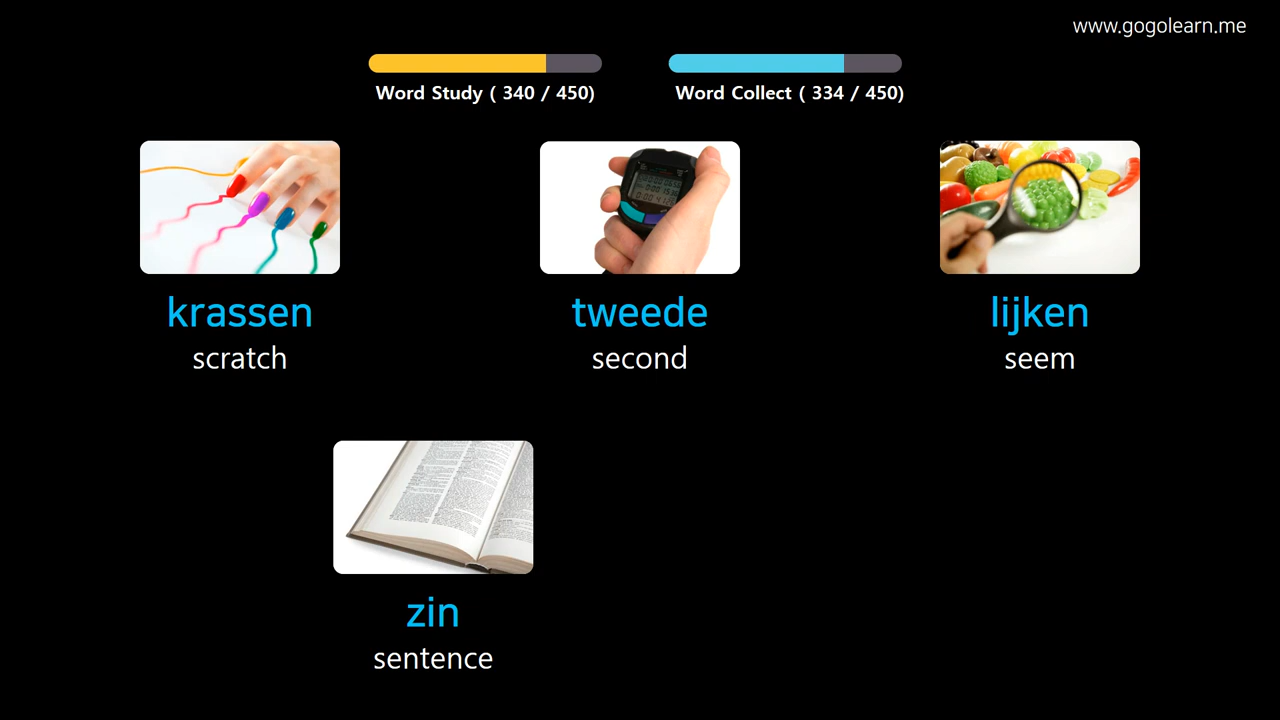 www.gogolearn.me
Word Study ( 340 / 450)
Word Collect ( 334 / 450)
krassen
scratch
tweede
second
lijken
seem
zin
sentence